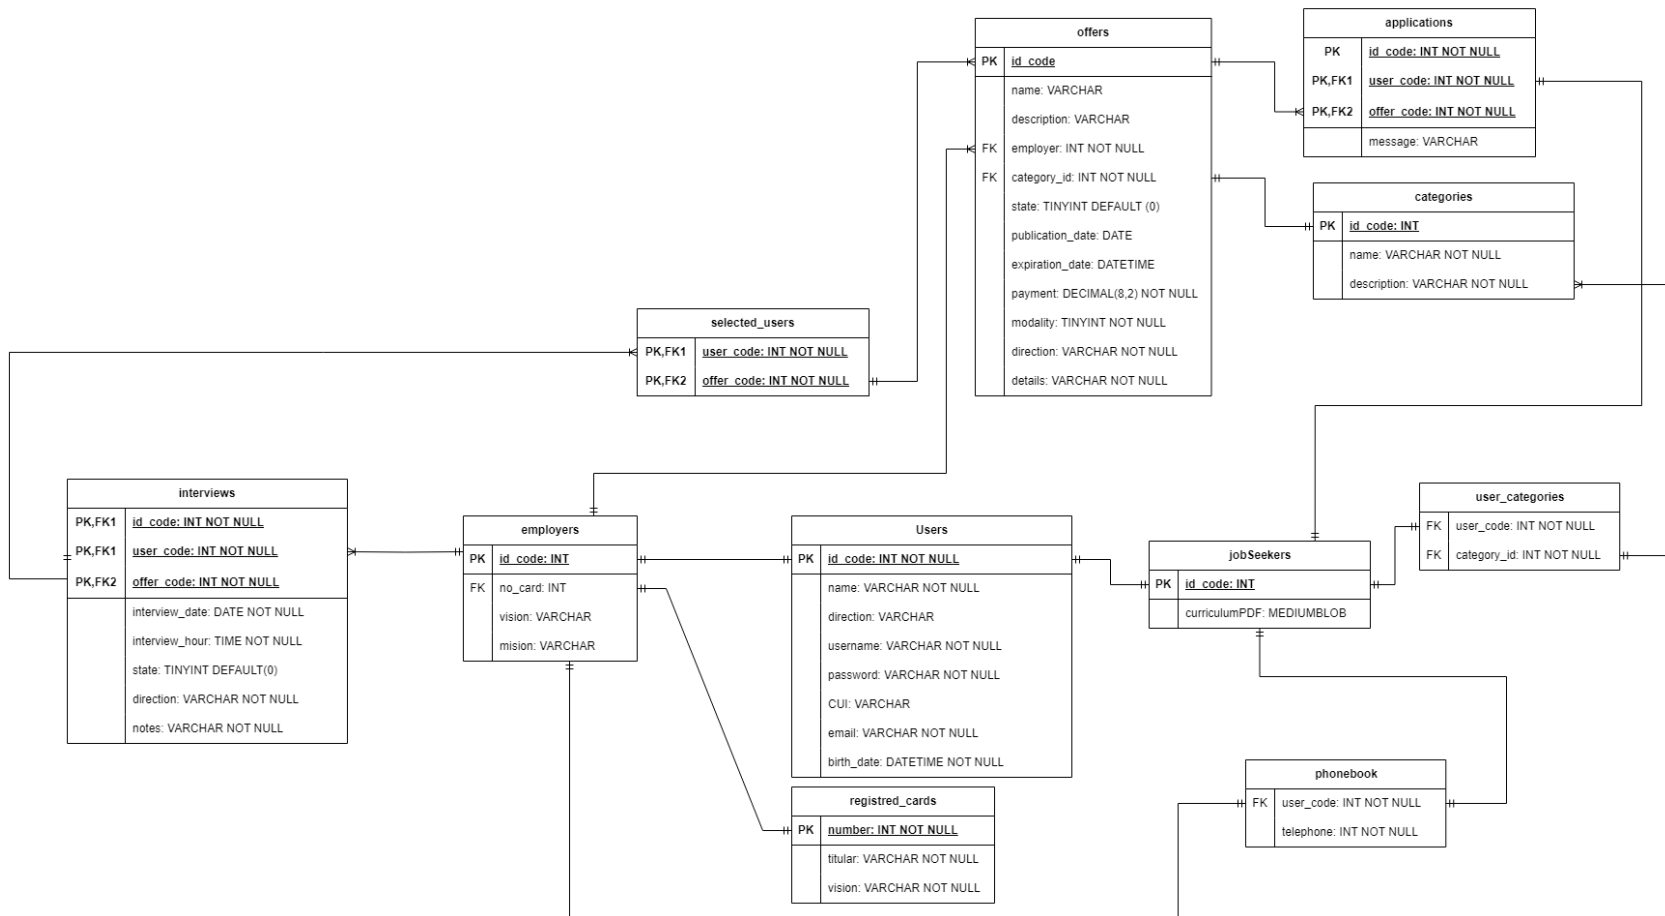 offers
PK id_code
name: VARCHAR
description: VARCHAR
FK employer: INT NOT NULL
FK category_id: INT NOT NULL
state: TINYINT DEFAULT (0)
publication_date: DATE
expiration_date: DATETIME
payment: DECIMAL(8,2) NOT NULL
modality: TINYINT NOT NULL
direction: VARCHAR NOT NULL
details: VARCHAR NOT NULL
applications
PK id_code: INT NOT NULL
PK,FK1 user_code: INT NOT NULL
PK,FK2 offer_code: INT NOT NULL
message: VARCHAR
categories
PK id_code: INT
name: VARCHAR NOT NULL
description: VARCHAR NOT NULL
selected_users
PK,FK1 user_code: INT NOT NULL
PK,FK2 offer_code: INT NOT NULL
interviews
PK,FK1 id_code: INT NOT NULL
PK,FK1 user_code: INT NOT NULL
PK,FK2 offer_code: INT NOT NULL
interview_date: DATE NOT NULL
interview_hour: TIME NOT NULL
state: TINYINT DEFAULT(0)
direction: VARCHAR NOT NULL
notes: VARCHAR NOT NULL
employers
PK id_code: INT
FK no_card: INT
vision: VARCHAR
mision: VARCHAR
Users
PK id_code: INT NOT NULL
name: VARCHAR NOT NULL
direction: VARCHAR
username: VARCHAR NOT NULL
password: VARCHAR NOT NULL
CUI: VARCHAR
email: VARCHAR NOT NULL
birth_date: DATETIME NOT NULL
jobSeekers
PK id_code: INT
curriculumPDF: MEDIUMBLOB
user_categories
FK user_code: INT NOT NULL
FK category_id: INT NOT NULL
registred_cards
PK number: INT NOT NULL
titular: VARCHAR NOT NULL
vision: VARCHAR NOT NULL
phonebook
FK user_code: INT NOT NULL
telephone: INT NOT NULL